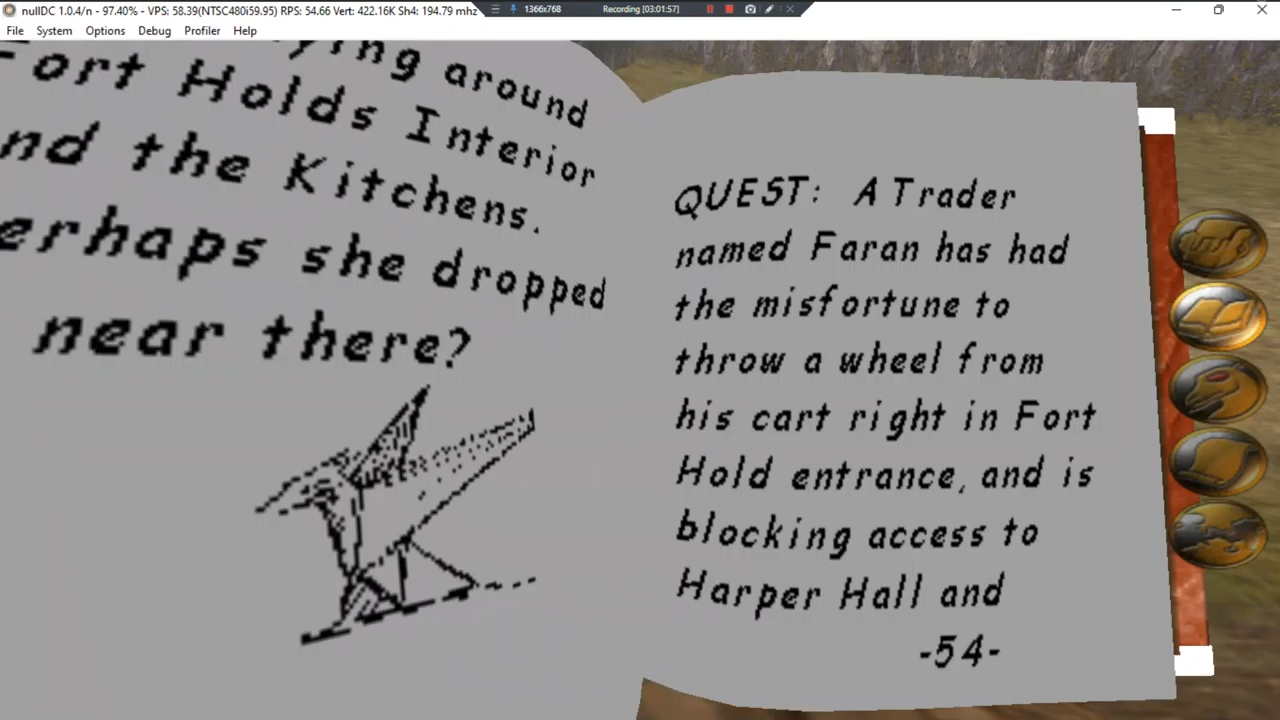 nullDC 1.0.4/n - 97.40% - VPS: 58.39(NTSC480i59.95) RPS: 54.66 Vert: 422.16K Sh4: 194.79 mhz
1366x768
Recording [03:01:57]
File System Options Debug Profiler Help
around
Fort Holds Interior
the Kitchens.
she dropped
near there?
QUEST: A Trader
named Faran has had
the misfortune to
throw a wheel from
his cart right in Fort
Hold entrance, and is
blocking access to
Harper Hall and
-54-